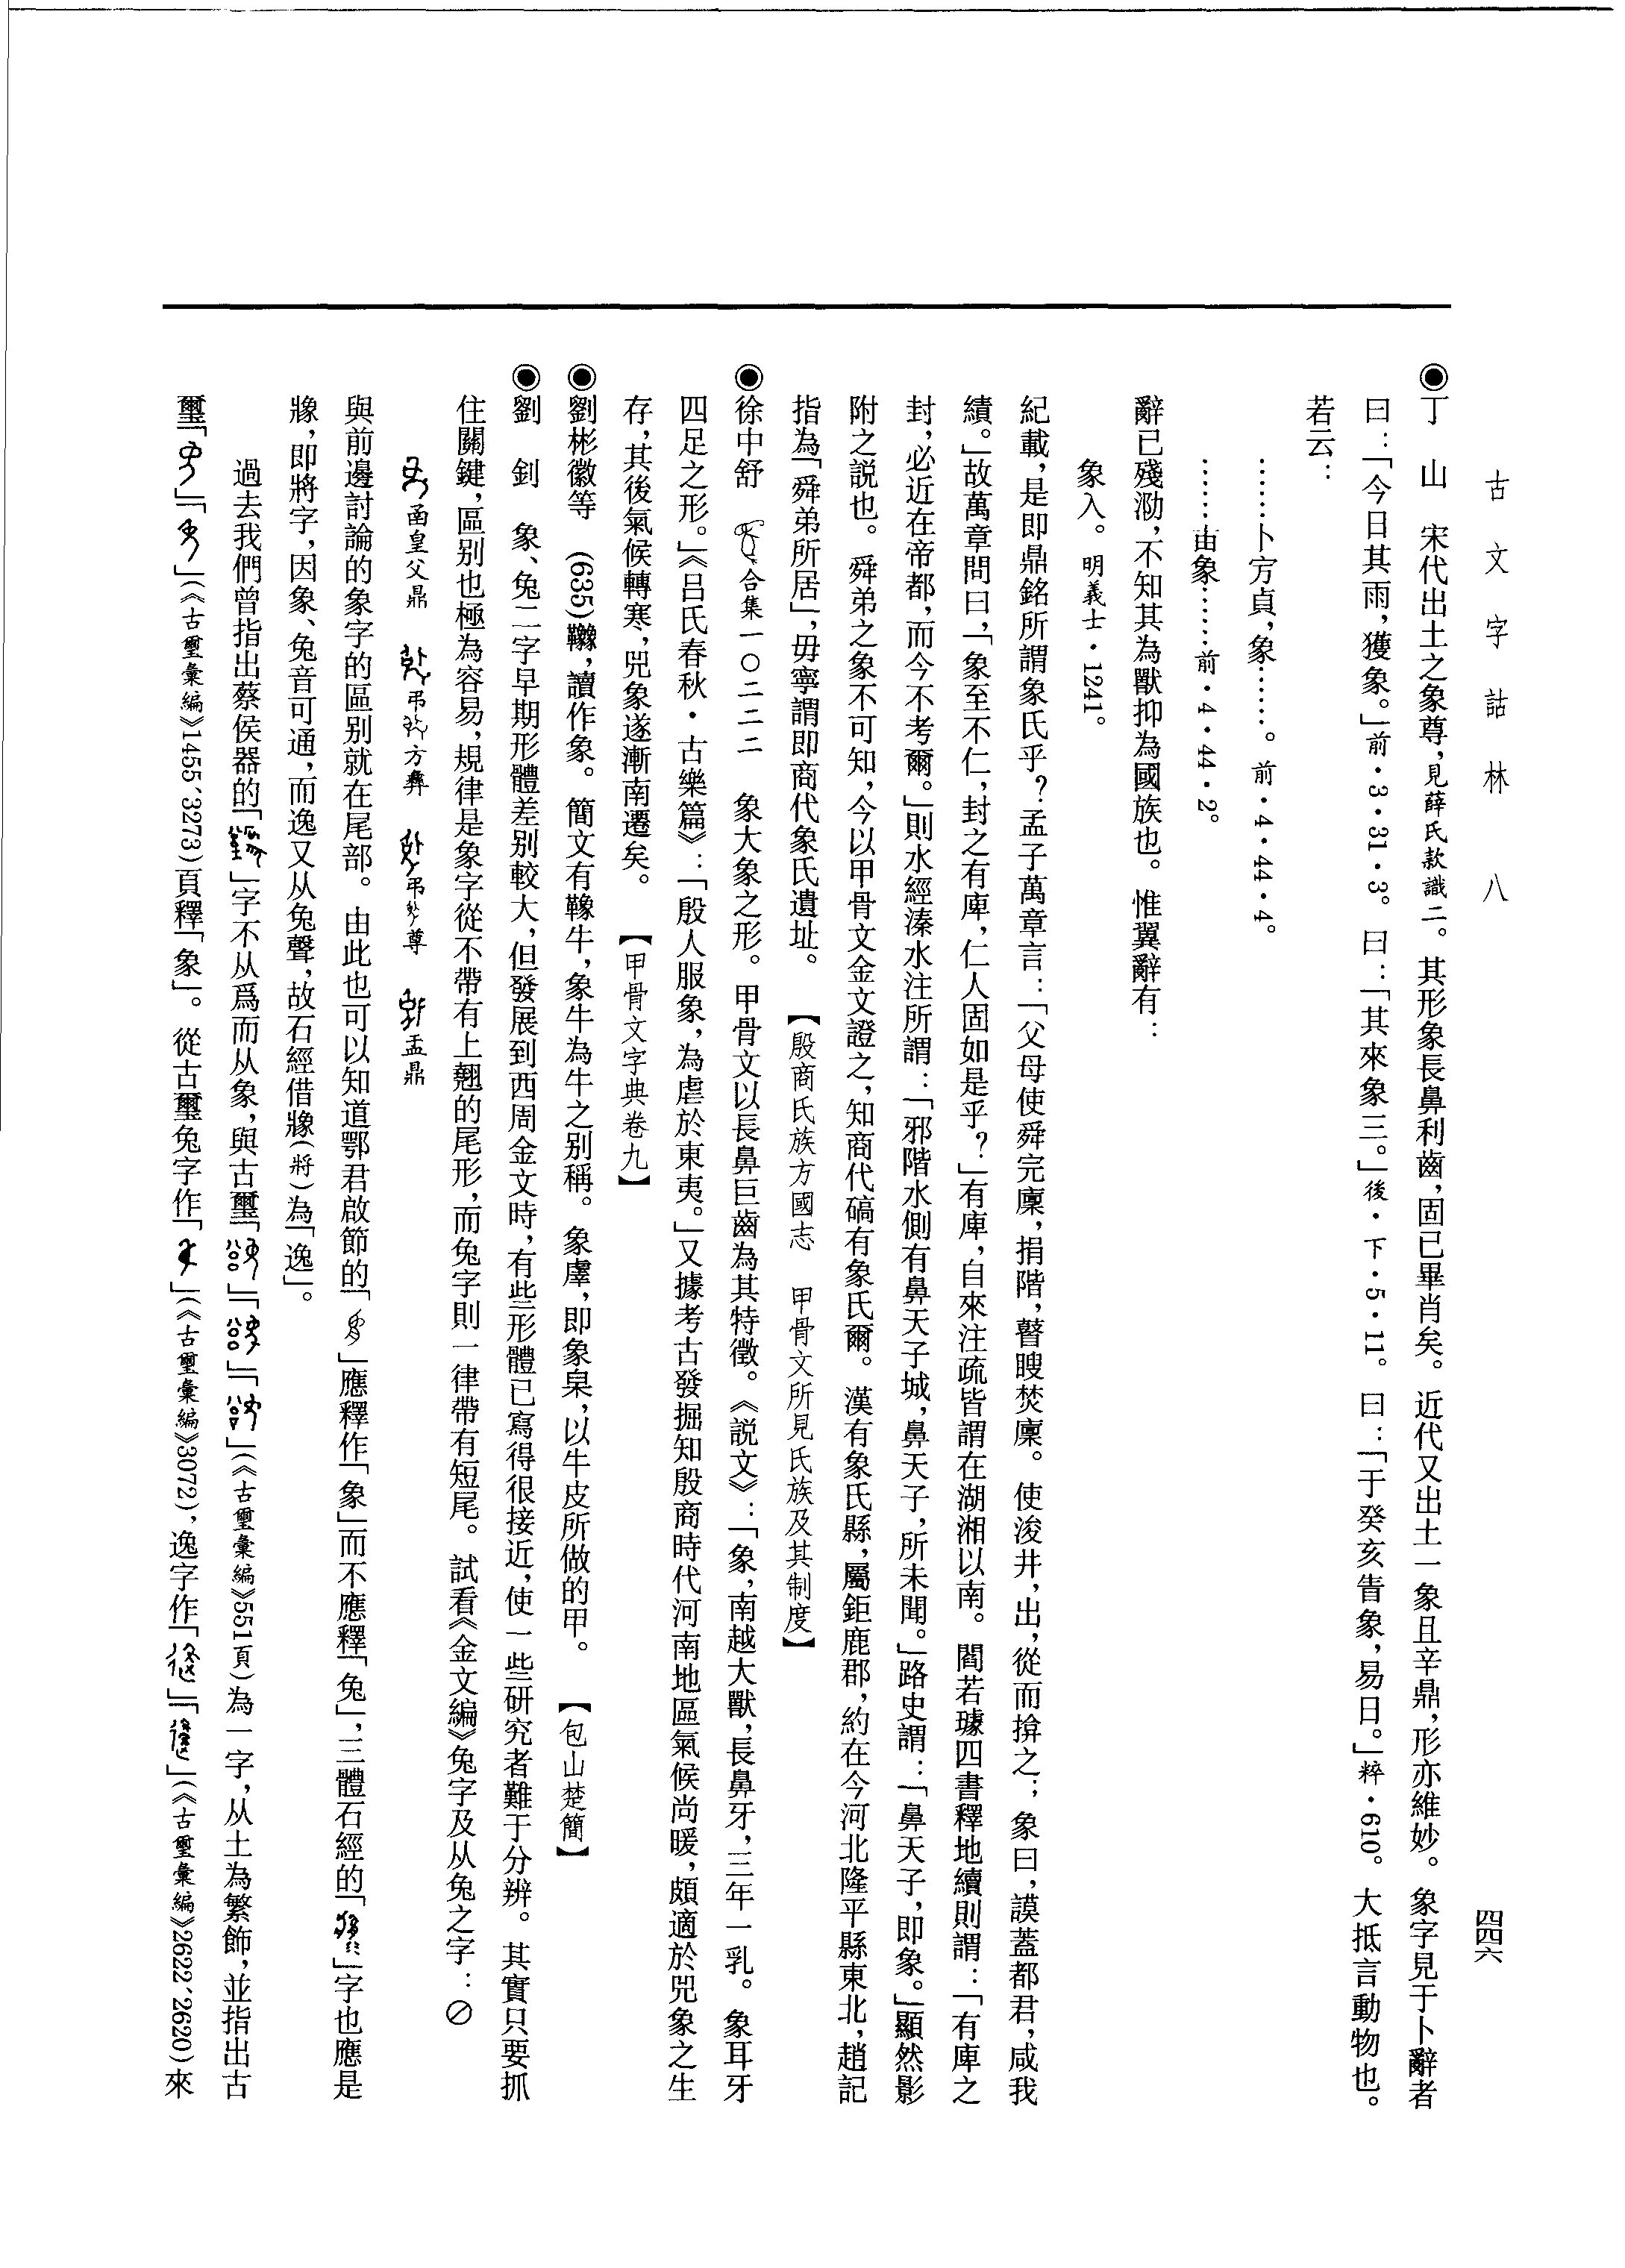 古文字詁林 八
四四六
◉丁 山 宋代出土之象尊,見薛氏款識二。其形象長鼻利齒,固已畢肖矣。近代又出土一象且辛鼎,形亦維妙。象字見于卜辭者
曰:「今日其雨,獲象。」前·3·31·3。曰:「其來象三。」後·下·5·11。曰:「于癸亥眚象,易日。」粹·610。大抵言動物也。
若云:
……卜方貞,象……。前·4·44·4。
……由象……前·4·44·2。
辭已殘泐,不知其為獸抑為國族也。惟翼辭有:
象入。明義士·1241。
紀載,是即鼎銘所謂象氏乎?孟子萬章言:「父母使舜完廩,捐階,瞽瞍焚廩。使浚井,出,從而揜之;象曰,謨蓋都君,咸我
績。」故萬章問曰,「象至不仁,封之有庳,仁人固如是乎?」有庳,自來注疏皆謂在湖湘以南。閻若璩四書釋地續則謂:「有庳之
封,必近在帝都,而今不考爾。」則水經溱水注所謂:「邪階水側有鼻天子城,鼻天子,所未聞。」路史謂:「鼻天子,即象。」顯然影
附之説也。舜弟之象不可知,今以甲骨文金文證之,知商代碻有象氏爾。漢有象氏縣,屬鉅鹿郡,約在今河北隆平縣東北,趙記
指為「舜弟所居」,毋寧謂即商代象氏遺址。【殷商氏族方國志 甲骨文所見氏族及其制度】
◉徐中舒 合集一〇二二二 象大象之形。甲骨文以長鼻巨齒為其特徵。《説文》:「象,南越大獸,長鼻牙,三年一乳。象耳牙
四足之形。」《吕氏春秋·古樂篇》:「殷人服象,為虐於東夷。」又據考古發掘知殷商時代河南地區氣候尚暖,頗適於兕象之生
存,其後氣候轉寒,兕象遂漸南遷矣。【甲骨文字典卷九】
◉劉彬徽等 (635),讀作象。簡文有牛,象牛為牛之别稱。象,即象皋,以牛皮所做的甲。【包山楚簡】
◉劉 釗 象、兔二字早期形體差别較大,但發展到西周金文時,有些形體已寫得很接近,使一些研究者難于分辨。其實只要抓
住關鍵,區别也極為容易,規律是象字從不帶有上翹的尾形,而兔字則一律帶有短尾。試看《金文編》兔字及从兔之字:⊘
函皇父鼎 弔方彝 弔尊 盂鼎
與前邊討論的象字的區别就在尾部。由此也可以知道鄂君啟節的「」應釋作「象」而不應釋「兔」,三體石經的「」字也應是
𤡼,即將字,因象、兔音可通,而逸又从兔聲,故石經借𤡼(將)為「逸」。
過去我們曾指出蔡侯器的「」字不从爲而从象,與古璽「」「」「」(《古璽彙編》551頁)為一字,从土為繁飾,並指出古
璽「」「」(《古璽彙編》1455、3273)頁釋「象」。從古璽兔字作「」(《古璽彙編》3072),逸字作「」「」(《古璽彙編》2622、2620)來